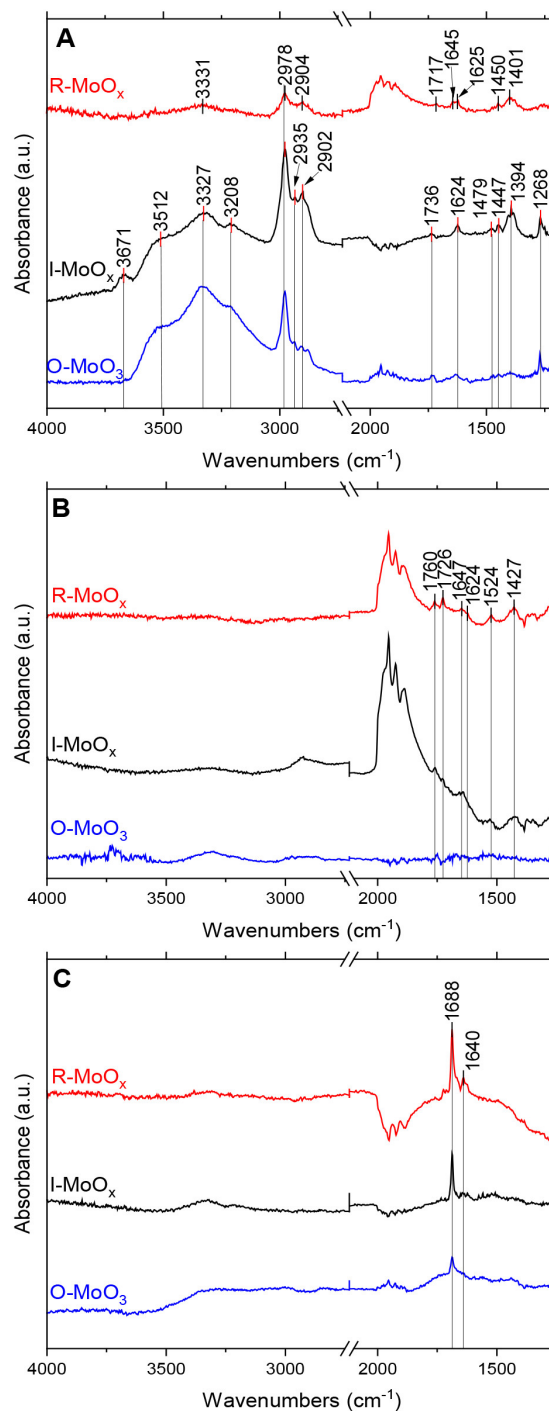 A
R-MoOx
3331
2978
2904
1717
1645
1625
1450
1401
2935
2902
3671
3512
3327
3208
1736
1624
1479
1447
1394
1268
I-MoOx
O-MoO3
Absorbance (a.u.)
4000 3500 3000 2000 1500
Wavenumbers (cm-1)
B
R-MoOx
1760
1726
1647
1624
1524
1427
I-MoOx
O-MoO3
Absorbance (a.u.)
4000 3500 3000 2000 1500
Wavenumbers (cm-1)
C
1688
1640
R-MoOx
I-MoOx
O-MoO3
Absorbance (a.u.)
4000 3500 3000 2000 1500
Wavenumbers (cm-1)